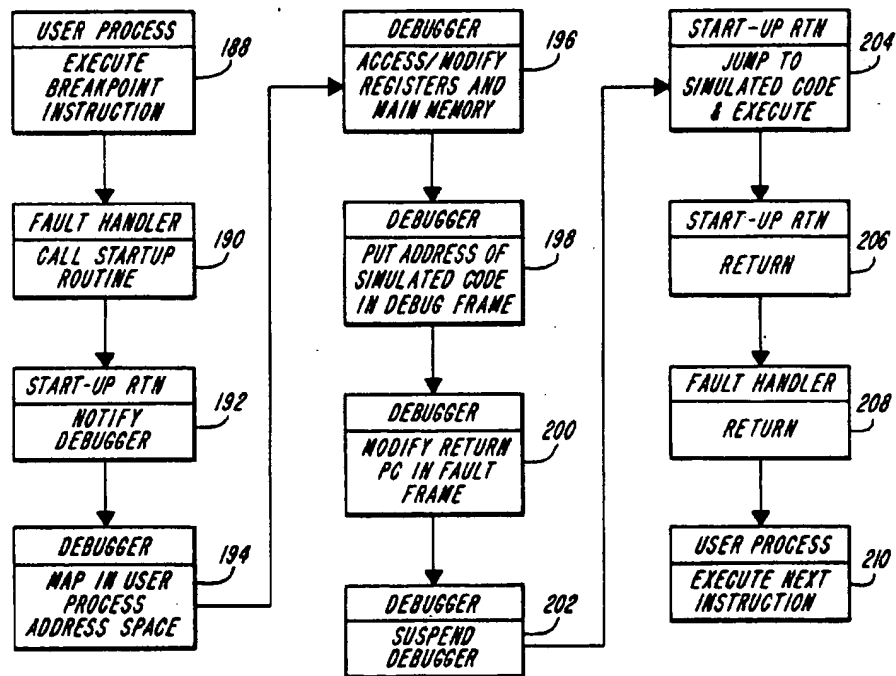 USER PROCESS
EXECUTE
BREAKPOINT
INSTRUCTION
188
FAULT HANDLER
CALL STARTUP
ROUTINE
190
START-UP RTN
NOTIFY
DEBUGGER
192
DEBUGGER
MAP IN USER
PROCESS
ADDRESS SPACE
194
DEBUGGER
ACCESS/MODIFY
REGISTERS AND
MAIN MEMORY
196
DEBUGGER
PUT ADDRESS OF
SIMULATED CODE
IN DEBUG FRAME
198
DEBUGGER
MODIFY RETURN
PC IN FAULT
FRAME
200
DEBUGGER
SUSPEND
DEBUGGER
202
START-UP RTN
JUMP TO
SIMULATED CODE
& EXECUTE
204
START-UP RTN
RETURN
206
FAULT HANDLER
RETURN
208
USER PROCESS
EXECUTE NEXT
INSTRUCTION
210